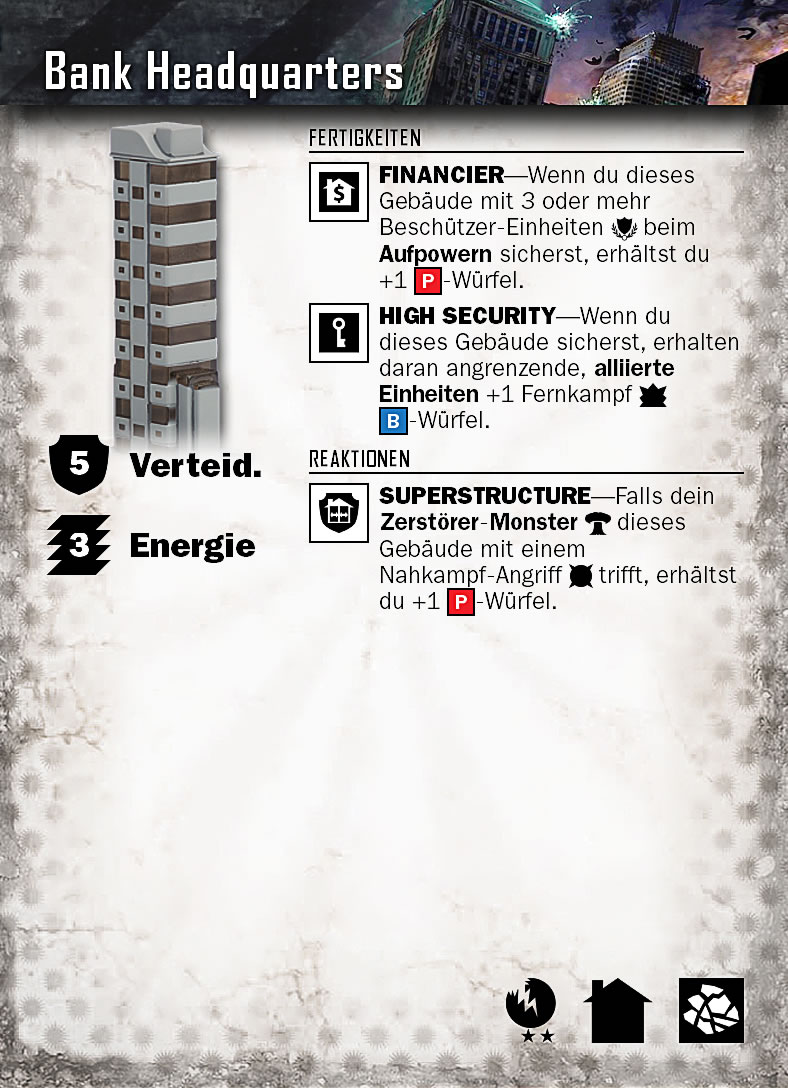 Bank Headquarters
FERTIGKEITEN
FINANCIER—Wenn du dieses
Gebäude mit 3 oder mehr
Beschützer-Einheiten beim
Aufpowern sicherst, erhältst du
+1 P-Würfel.
HIGH SECURITY—Wenn du
dieses Gebäude sicherst, erhalten
daran angrenzende, alliierte
Einheiten +1 Fernkampf
B-Würfel.
5 Verteid.
3 Energie
REAKTIONEN
SUPERSTRUCTURE—Falls dein
Zerstörer-Monster dieses
Gebäude mit einem
Nahkampf-Angriff trifft, erhältst
du +1 P-Würfel.